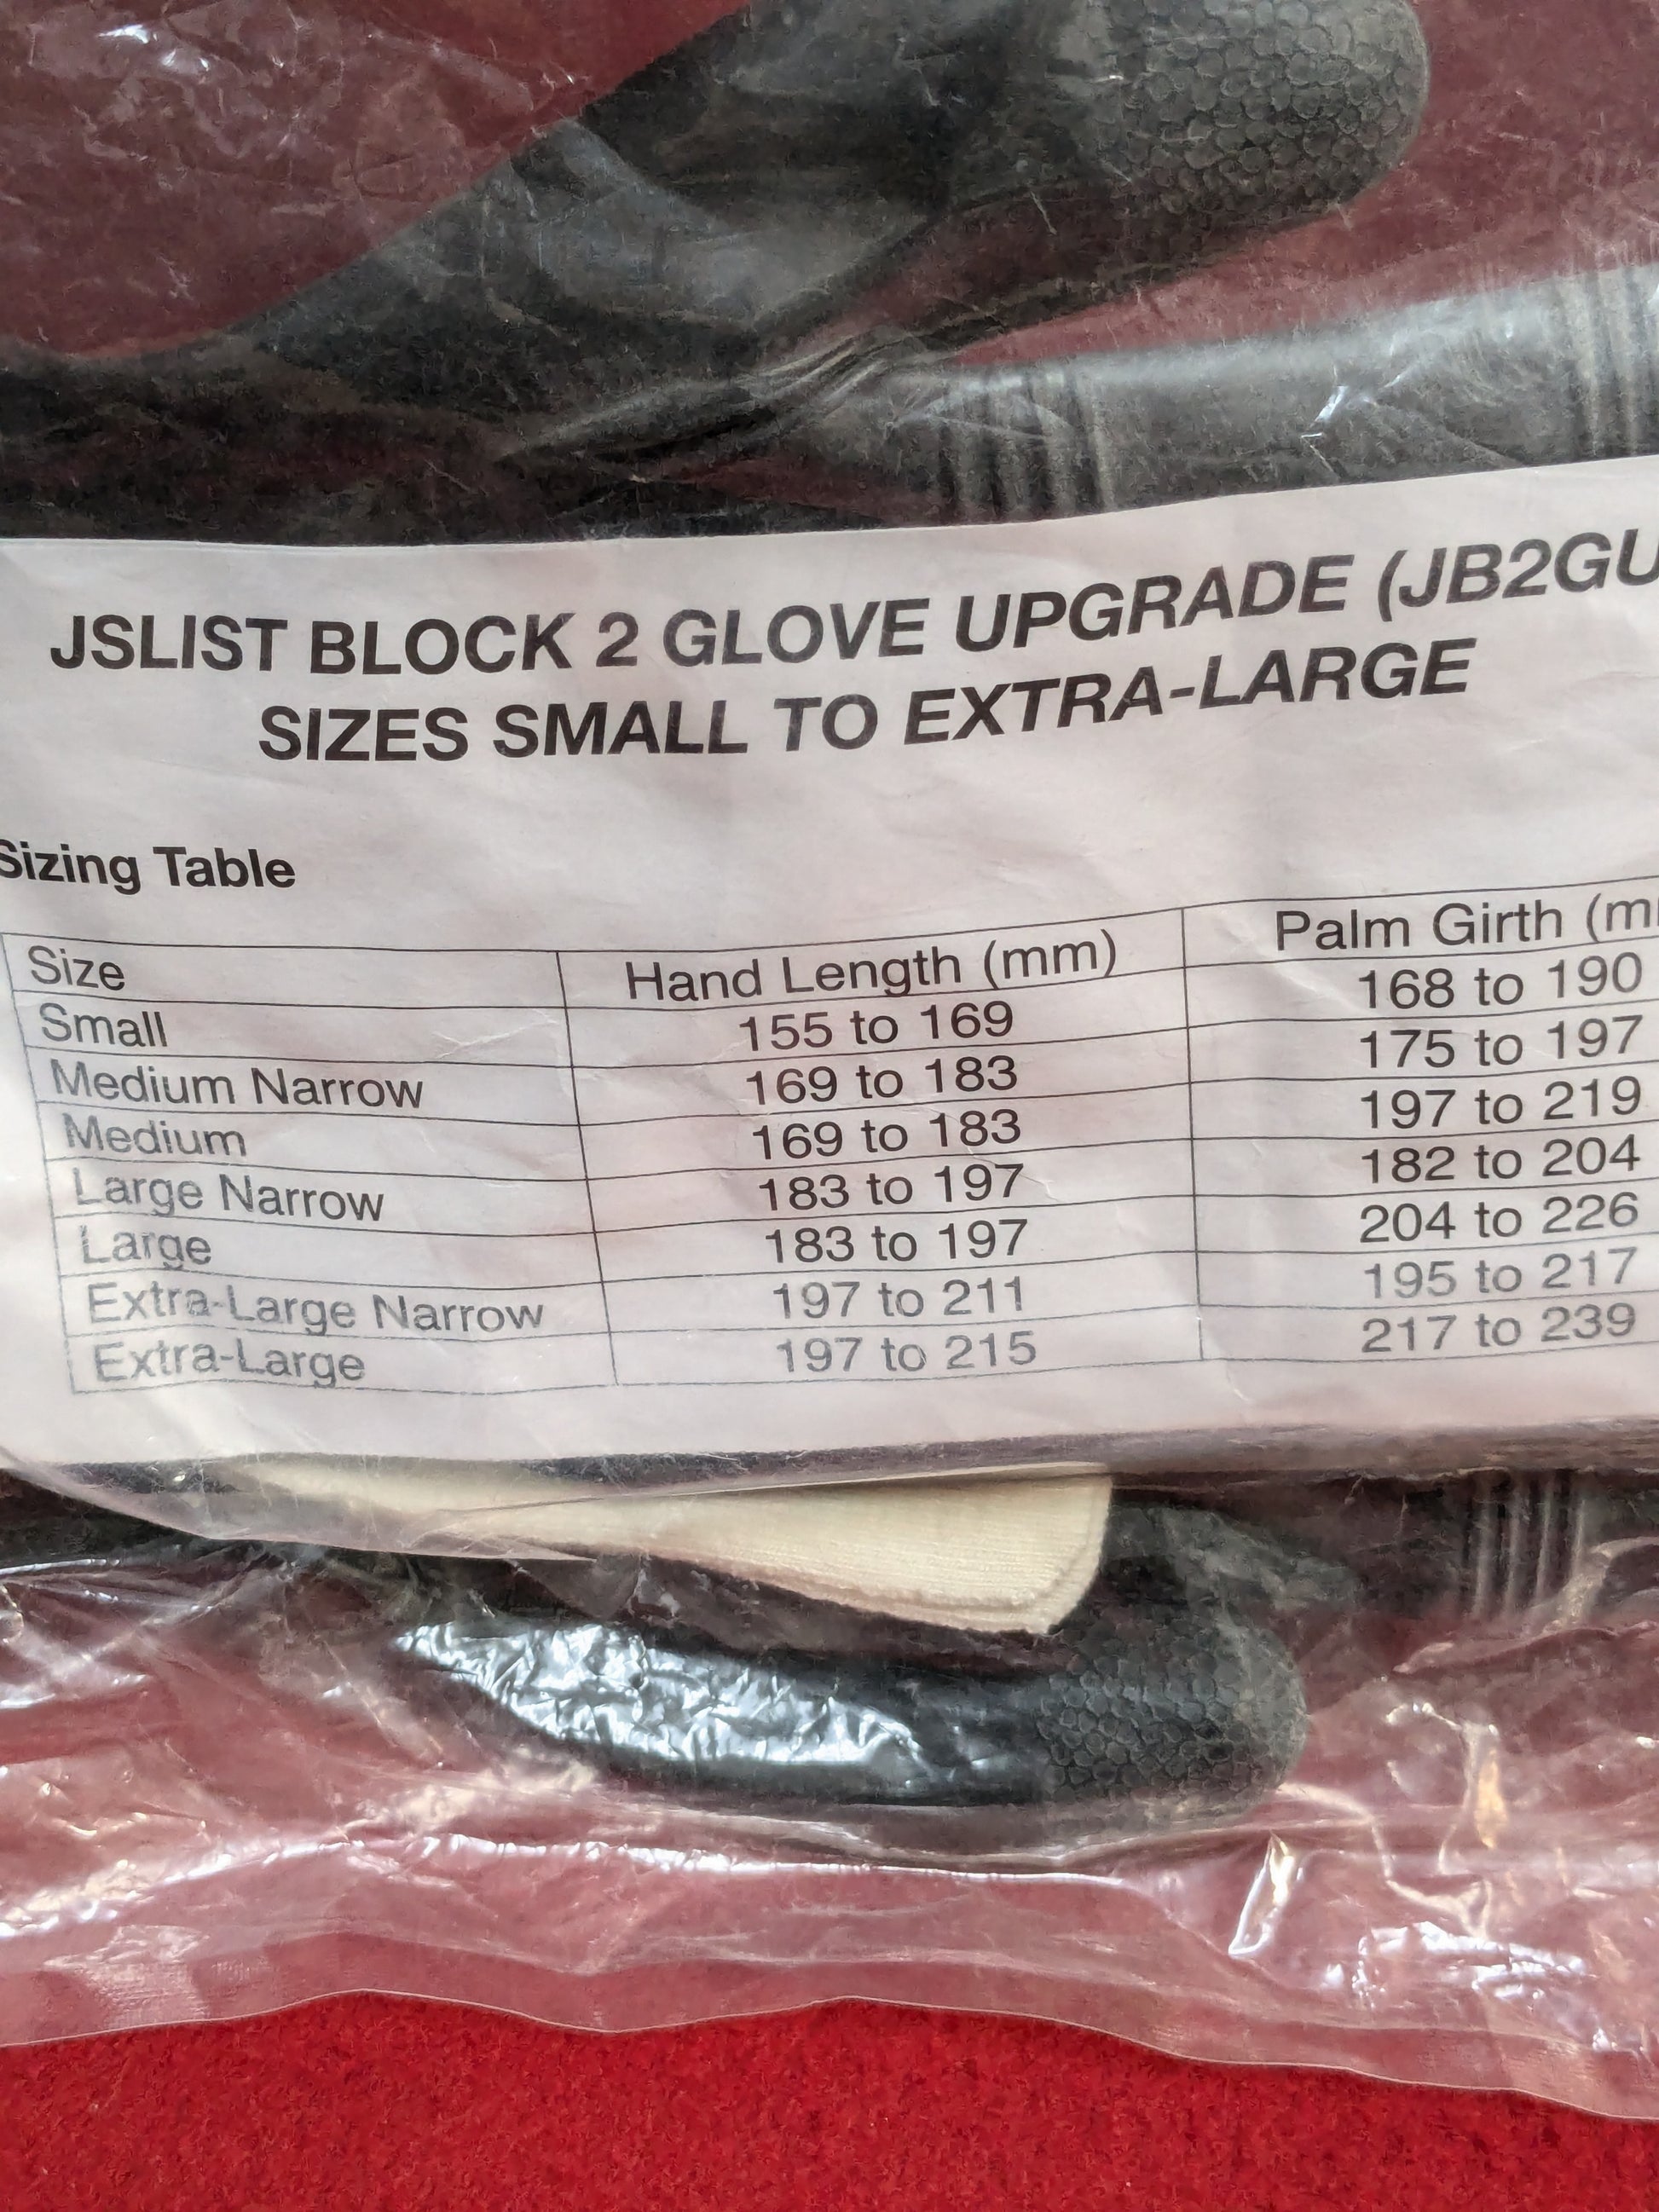 JSLIST BLOCK 2 GLOVE UPGRADE (JB2GU
SIZES SMALL TO EXTRA-LARGE
Sizing Table
Size Hand Length (mm) Palm Girth (m
Small 155 to 169 168 to 190
Medium Narrow 169 to 183 175 to 197
Medium 169 to 183 197 to 219
Large Narrow 183 to 197 182 to 204
Large 183 to 197 204 to 226
Extra-Large Narrow 197 to 211 195 to 217
Extra-Large 197 to 215 217 to 239